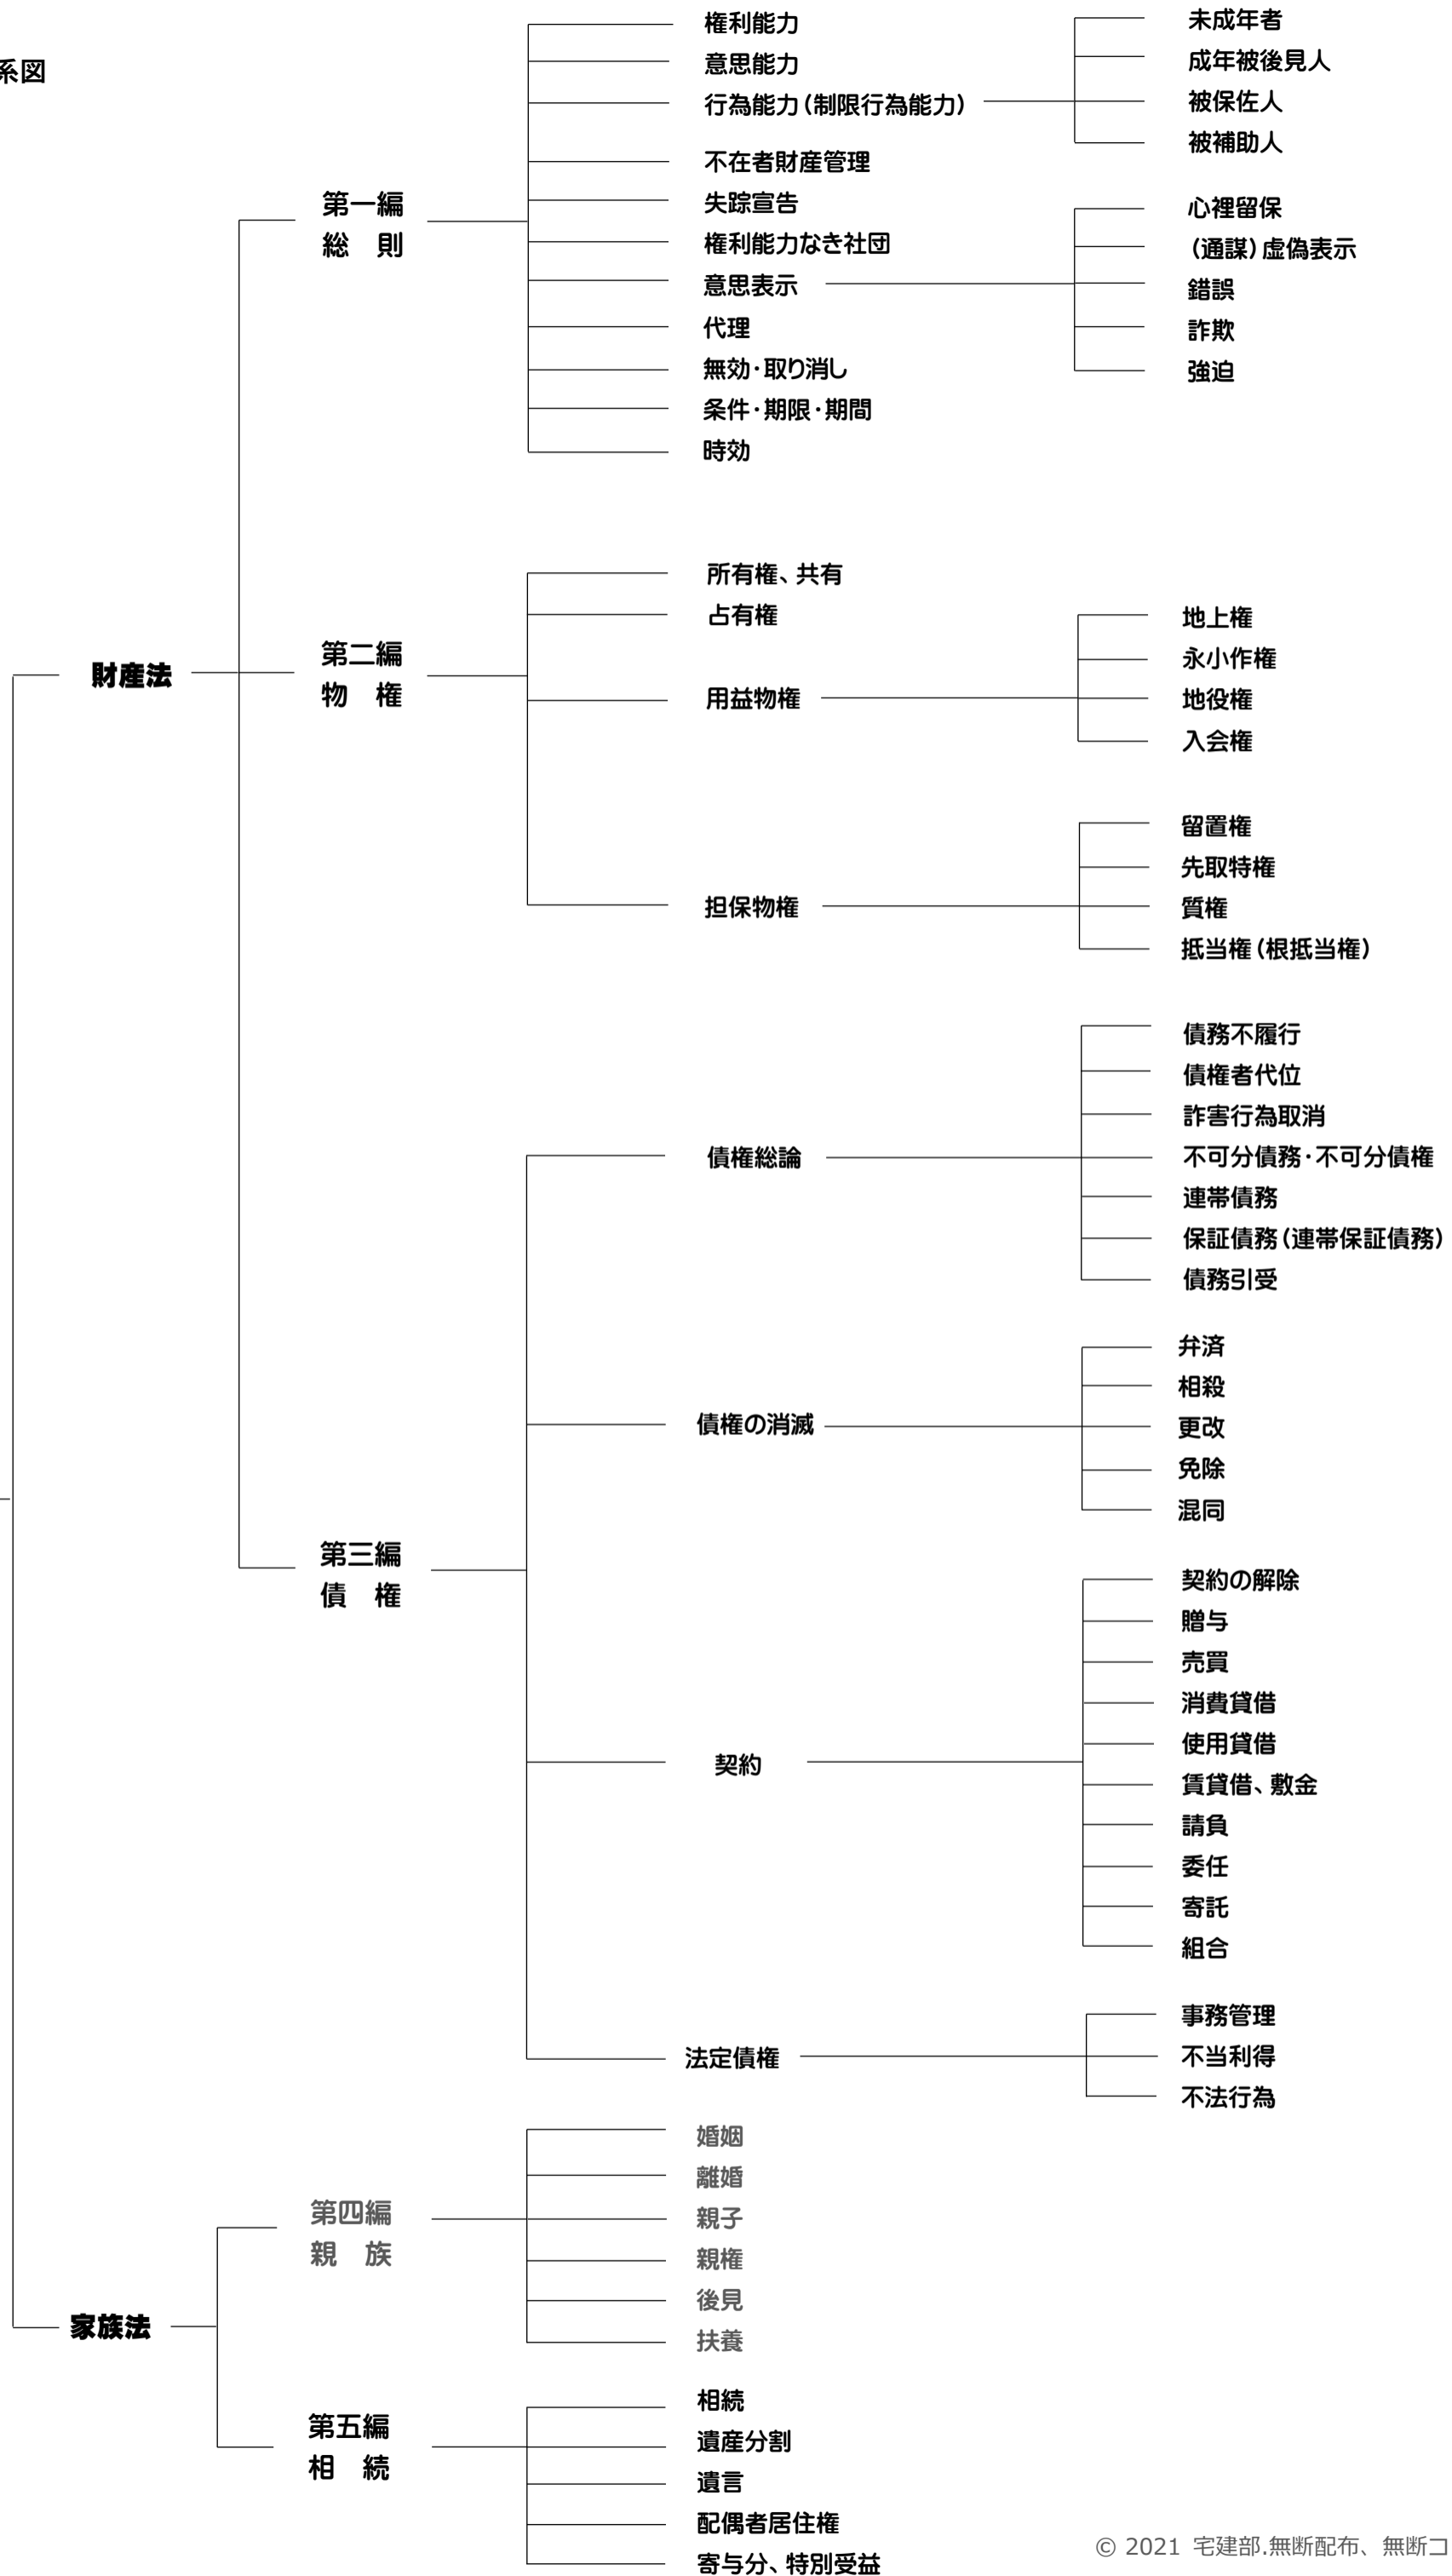 系図
財産法
第一編
総　則
権利能力
意思能力
行為能力（制限行為能力）
未成年者
成年被後見人
被保佐人
被補助人
不在者財産管理
失踪宣告
権利能力なき社団
意思表示
心裡留保
（通謀）虚偽表示
錯誤
詐欺
強迫
代理
無効・取り消し
条件・期限・期間
時効
第二編
物　権
所有権、共有
占有権
用益物権
地上権
永小作権
地役権
入会権
担保物権
留置権
先取特権
質権
抵当権（根抵当権）
第三編
債　権
債権総論
債務不履行
債権者代位
詐害行為取消
不可分債務・不可分債権
連帯債務
保証債務（連帯保証債務）
債務引受
債権の消滅
弁済
相殺
更改
免除
混同
契約
契約の解除
贈与
売買
消費貸借
使用貸借
賃貸借、敷金
請負
委任
寄託
組合
法定債権
事務管理
不当利得
不法行為
家族法
第四編
親　族
婚姻
離婚
親子
親権
後見
扶養
第五編
相　続
相続
遺産分割
遺言
配偶者居住権
寄与分、特別受益
© 2021 宅建部.無断配布、無断コ